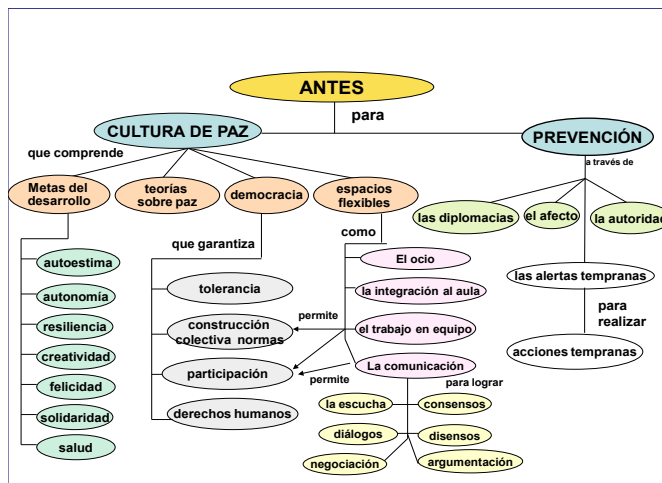 ANTES
para
CULTURA DE PAZ
PREVENCIÓN
que comprende
a través de
Metas del
desarrollo
teorías
sobre paz
democracia
espacios
flexibles
las diplomacias
el afecto
la autoridad
que garantiza
como
autoestima
autonomía
resiliencia
creatividad
felicidad
solidaridad
salud
tolerancia
construcción
colectiva normas
participación
derechos humanos
permite
permite
El ocio
la integración al aula
el trabajo en equipo
La comunicación
para lograr
la escucha
consensos
diálogos
disensos
negociación
argumentación
las alertas tempranas
para
realizar
acciones tempranas